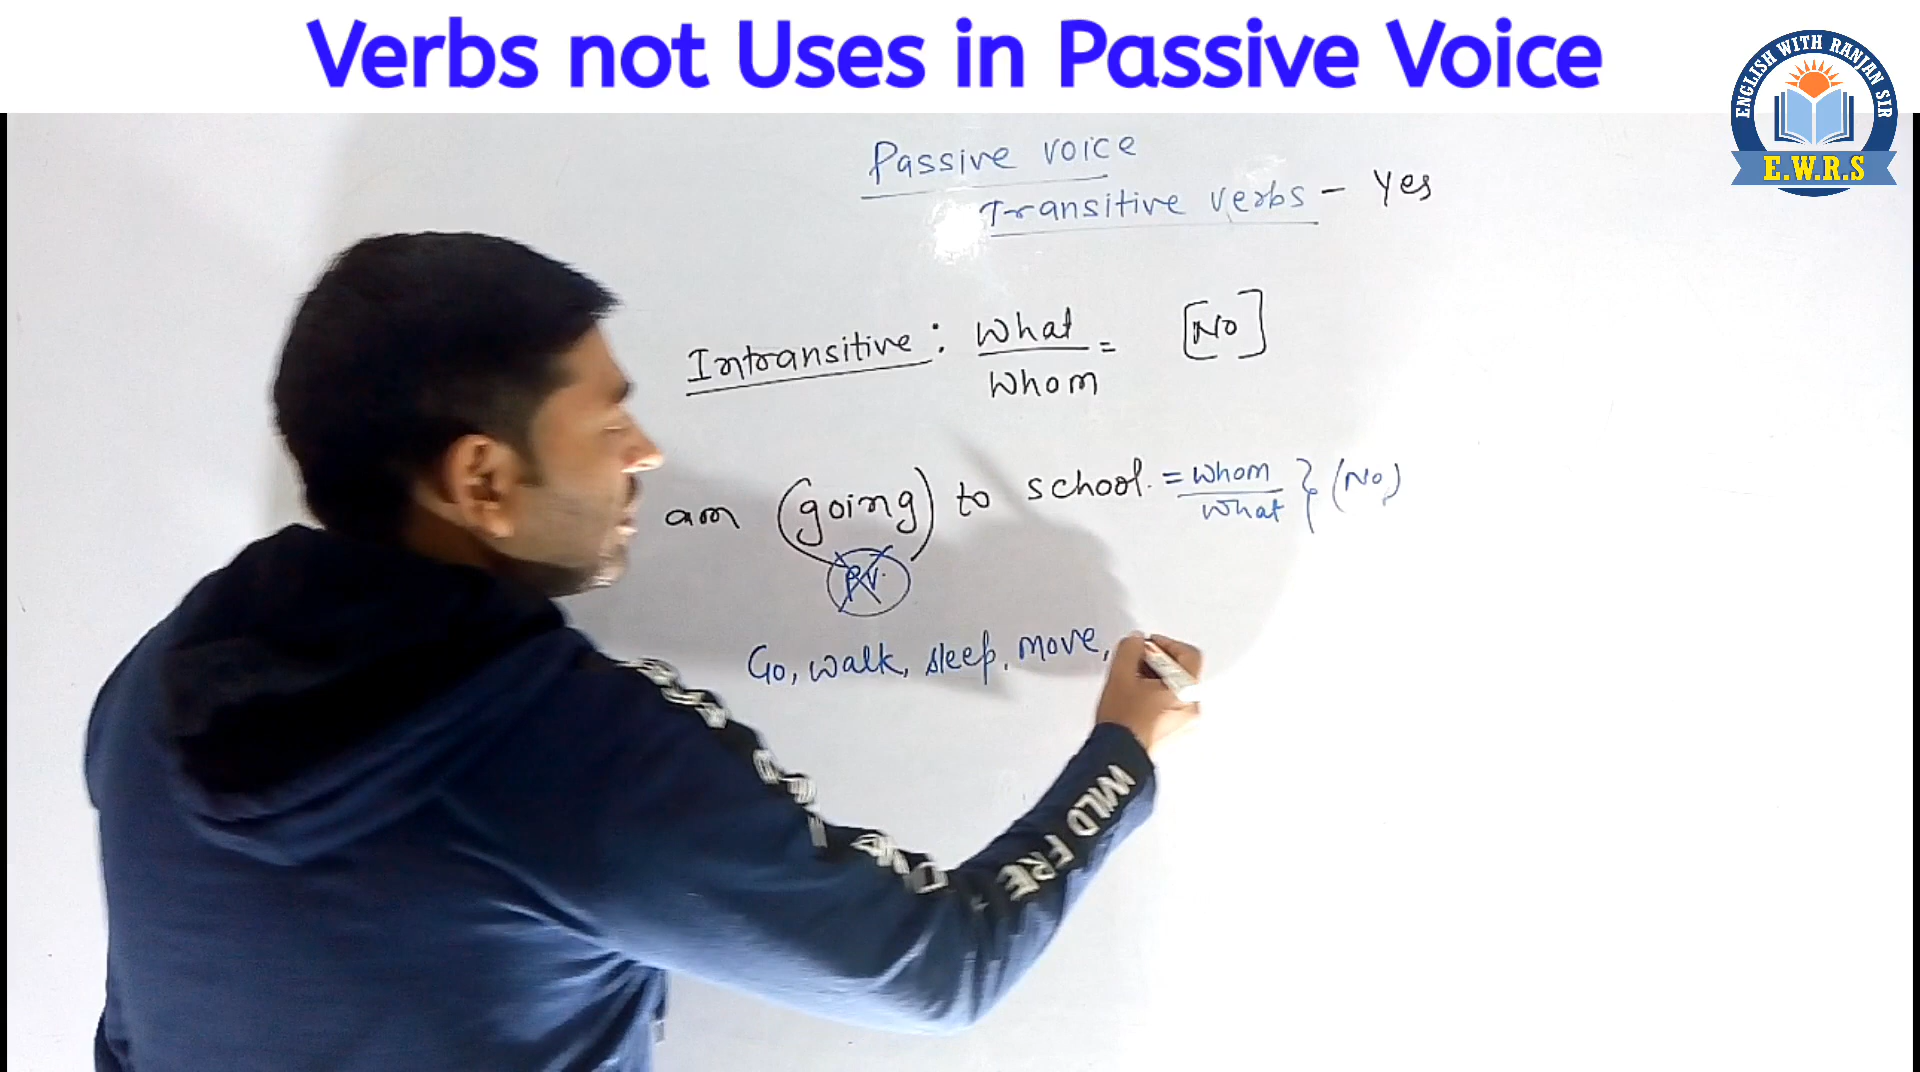 Verbs not Uses in Passive Voice
ENGLISH WITH RANJAN SIR
E.W.R.S
Passive voice
Transitive verbs - Yes
Intransitive : What = [No]
Whom
am (going) to school. = Whom } (No)
What
P.V.
Go, walk, sleep, move,
WILD FREE